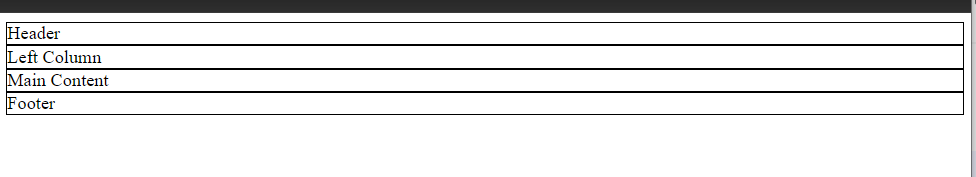 Header
Left Column
Main Content
Footer